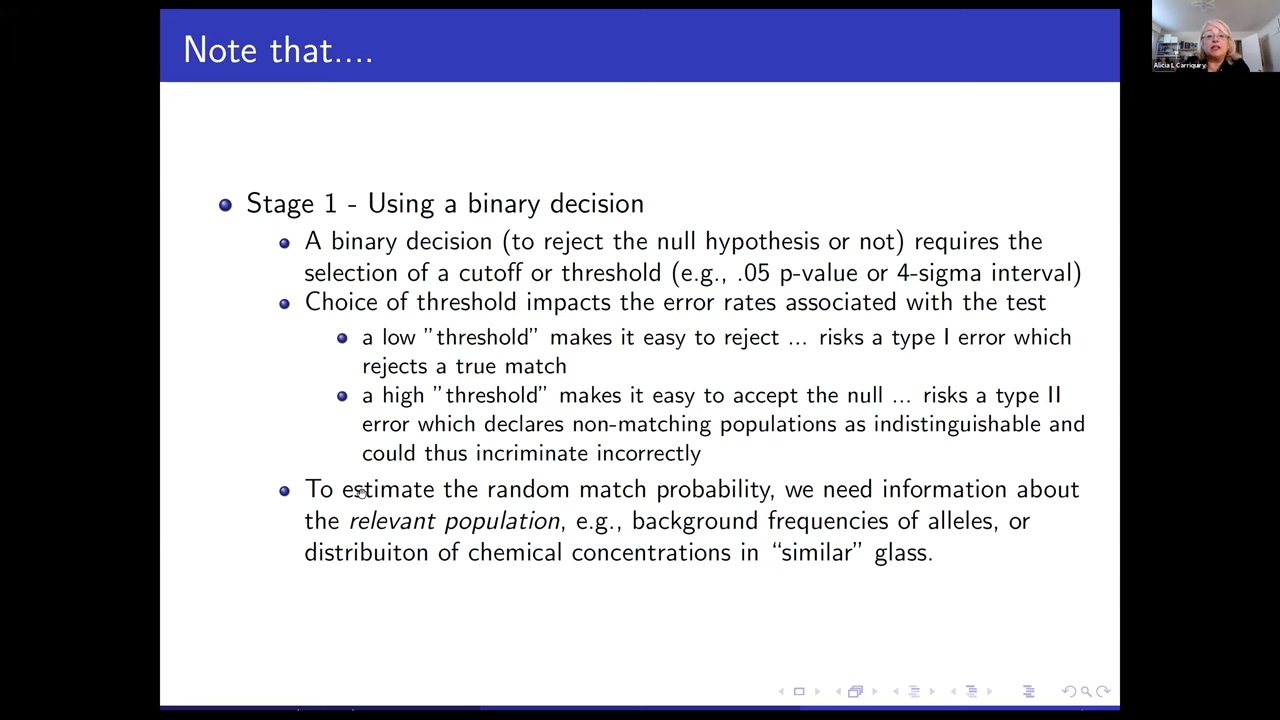 Note that....
Alicia L Carriquiry
Stage 1 - Using a binary decision
A binary decision (to reject the null hypothesis or not) requires the
selection of a cutoff or threshold (e.g., .05 p-value or 4-sigma interval)
Choice of threshold impacts the error rates associated with the test
a low "threshold" makes it easy to reject ... risks a type I error which
rejects a true match
a high "threshold" makes it easy to accept the null ... risks a type II
error which declares non-matching populations as indistinguishable and
could thus incriminate incorrectly
To estimate the random match probability, we need information about
the relevant population, e.g., background frequencies of alleles, or
distribuiton of chemical concentrations in “similar” glass.